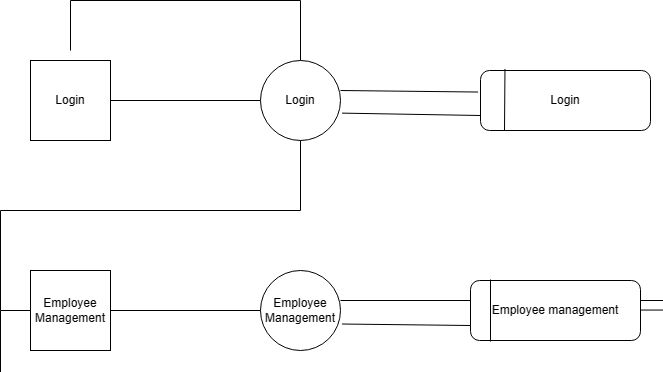 Login
Login
Login
Employee
Management
Employee
Management
Employee management